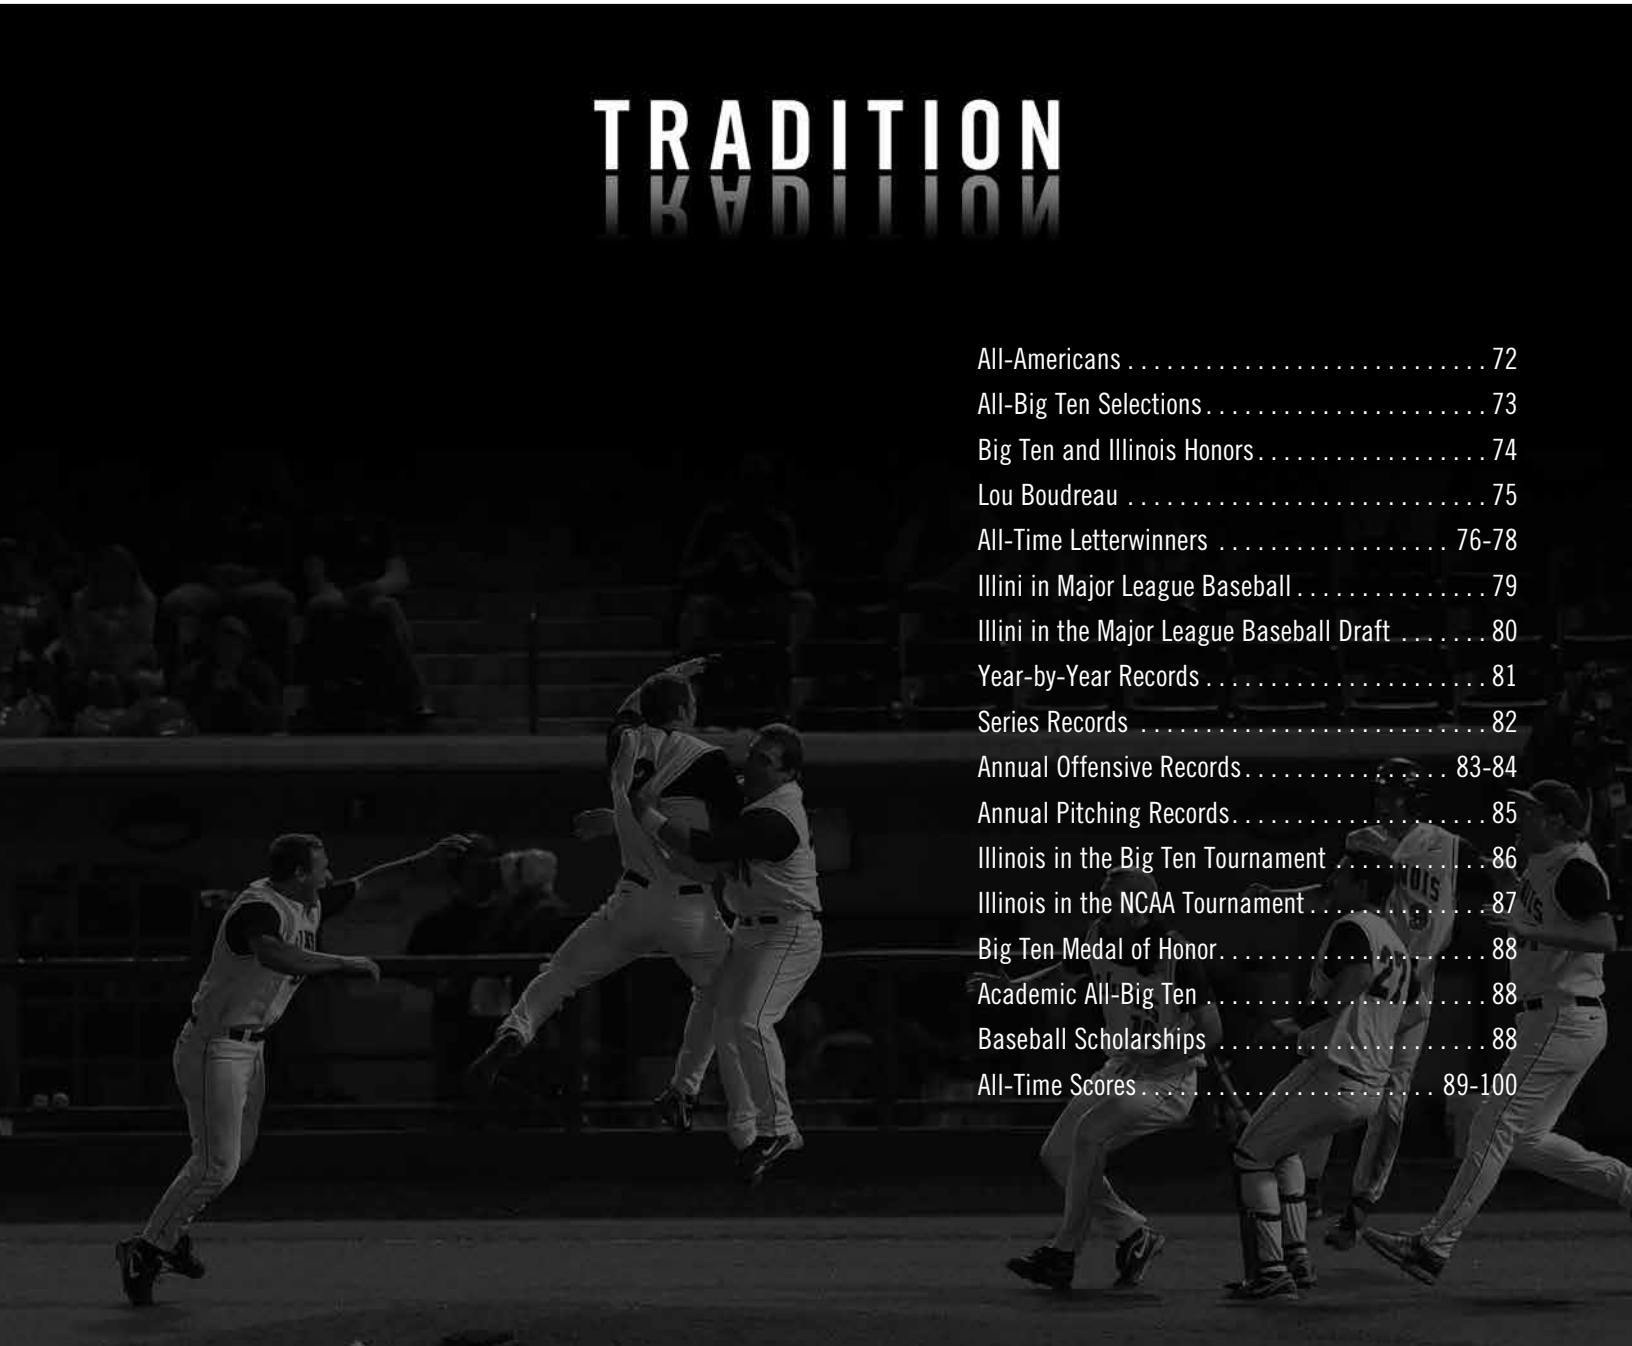 TRADITION
All-Americans . . . . . . . . . . . . . . . . . . . . . . . . . . . . 72
All-Big Ten Selections . . . . . . . . . . . . . . . . . . . . . . 73
Big Ten and Illinois Honors . . . . . . . . . . . . . . . . . . 74
Lou Boudreau . . . . . . . . . . . . . . . . . . . . . . . . . . . . 75
All-Time Letterwinners . . . . . . . . . . . . . . . . . . 76-78
Illini in Major League Baseball . . . . . . . . . . . . . . . 79
Illini in the Major League Baseball Draft . . . . . . . 80
Year-by-Year Records . . . . . . . . . . . . . . . . . . . . . . 81
Series Records . . . . . . . . . . . . . . . . . . . . . . . . . . . 82
Annual Offensive Records . . . . . . . . . . . . . . . . 83-84
Annual Pitching Records . . . . . . . . . . . . . . . . . . . . 85
Illinois in the Big Ten Tournament . . . . . . . . . . . . 86
Illinois in the NCAA Tournament . . . . . . . . . . . . . . 87
Big Ten Medal of Honor . . . . . . . . . . . . . . . . . . . . . 88
Academic All-Big Ten . . . . . . . . . . . . . . . . . . . . . . 88
Baseball Scholarships . . . . . . . . . . . . . . . . . . . . . 88
All-Time Scores . . . . . . . . . . . . . . . . . . . . . . . 89-100